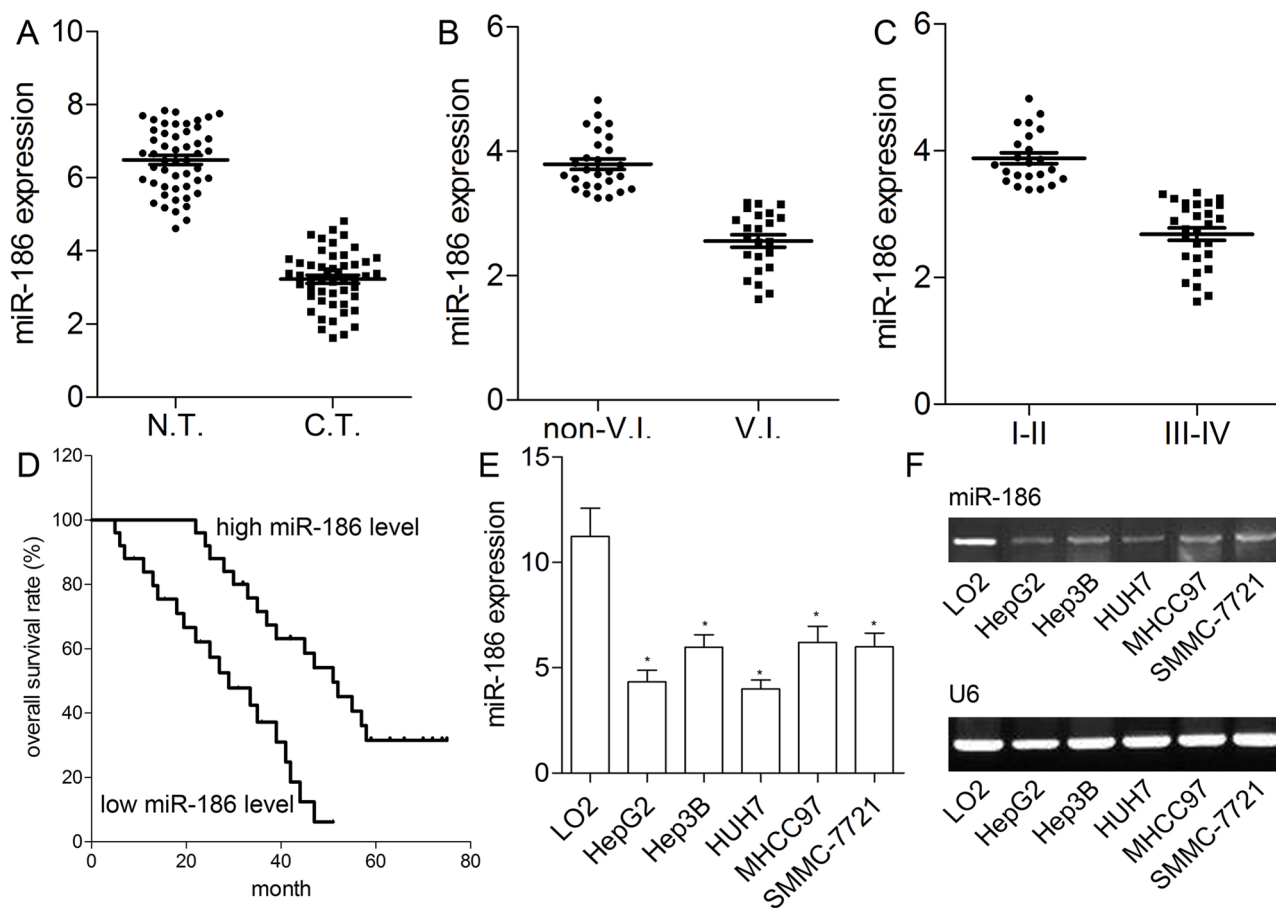 A
miR-186 expression
10
8
6
4
2
0
N.T.
C.T.
B
miR-186 expression
6
4
2
0
non-V.I.
V.I.
C
miR-186 expression
6
4
2
0
I-II
III-IV
D
overall survival rate (%)
120
100
80
60
40
20
0
high miR-186 level
low miR-186 level
0
20
40
60
80
month
E
miR-186 expression
15
10
5
0
*
*
*
*
*
LO2
HepG2
Hep3B
HUH7
MHCC97
SMMC-7721
F
miR-186
LO2
HepG2
Hep3B
HUH7
MHCC97
SMMC-7721
U6
LO2
HepG2
Hep3B
HUH7
MHCC97
SMMC-7721